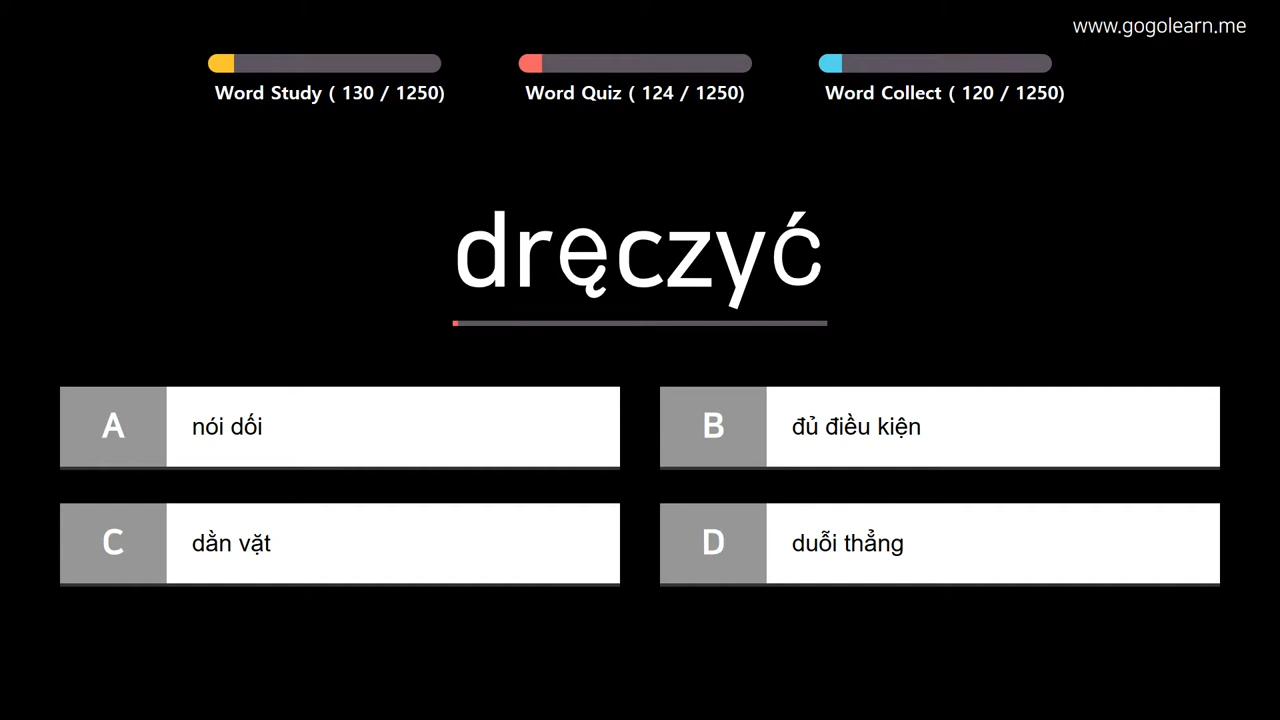 www.gogolearn.me
Word Study ( 130 / 1250)
Word Quiz ( 124 / 1250)
Word Collect ( 120 / 1250)
dręczyć
A nói dối
B đủ điều kiện
C dằn vặt
D duỗi thẳng